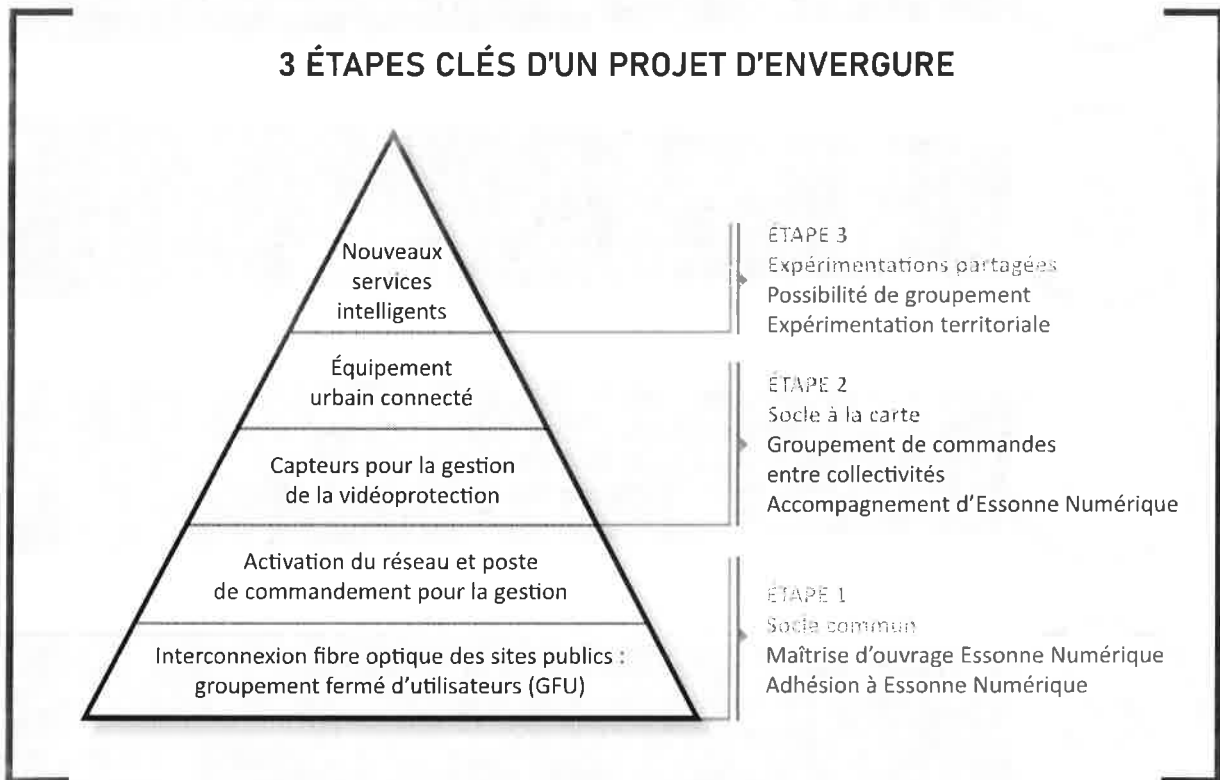 3 ÉTAPES CLÉS D'UN PROJET D'ENVERGURE
Nouveaux
services
intelligents
Équipement
urbain connecté
Capteurs pour la gestion
de la vidéoprotection
Activation du réseau et poste
de commandement pour la gestion
Interconnexion fibre optique des sites publics :
groupement fermé d'utilisateurs (GFU)
ÉTAPE 3
Expérimentations partagées
Possibilité de groupement
Expérimentation territoriale
ÉTAPE 2
Socle à la carte
Groupement de commandes
entre collectivités
Accompagnement d'Essonne Numérique
ÉTAPE 1
Socle commun
Maîtrise d'ouvrage Essonne Numérique
Adhésion à Essonne Numérique